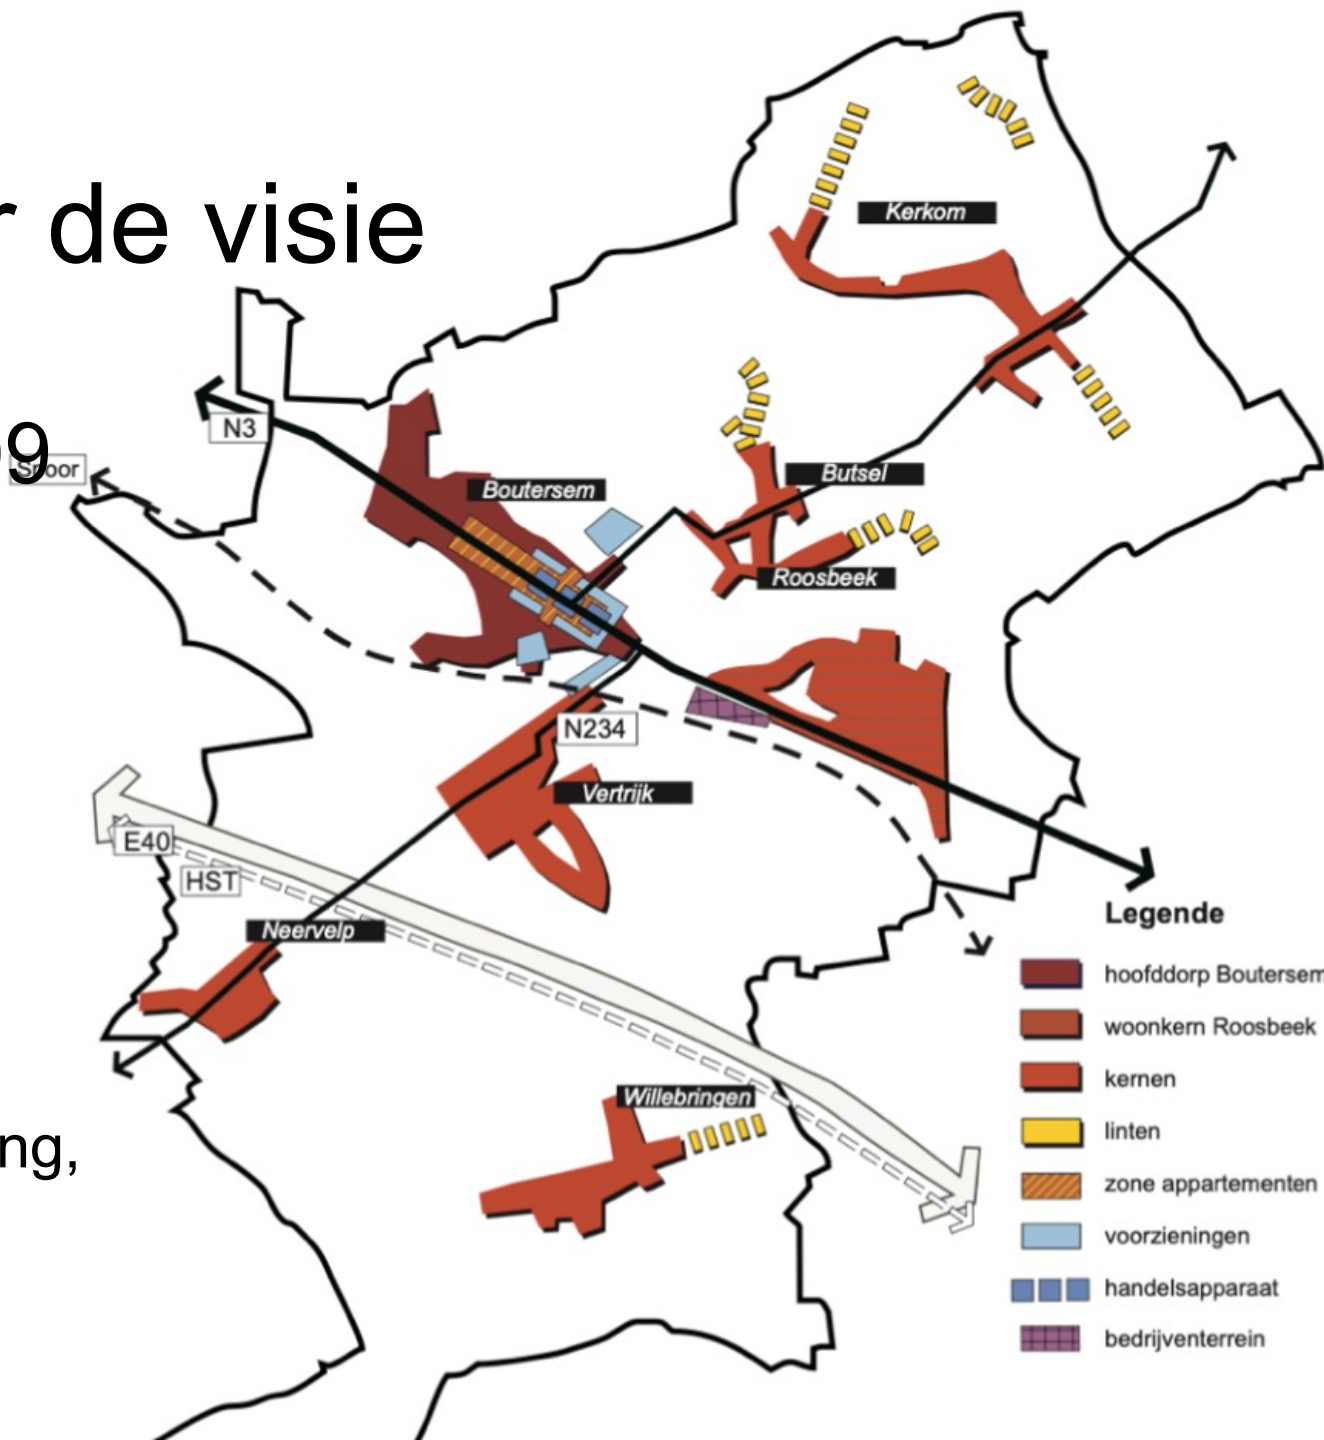 r de visie
Kerkom
N3
99
Spoor
Butsel
Boutersem
Roosbeek
N234
Vertrijk
E40
HST
Neervelp
Legende
hoofddorp Boutersem
woonkern Roosbeek
kernen
Willebringen
linten
ng,
zone appartementen
voorzieningen
handelsapparaat
bedrijventerrein